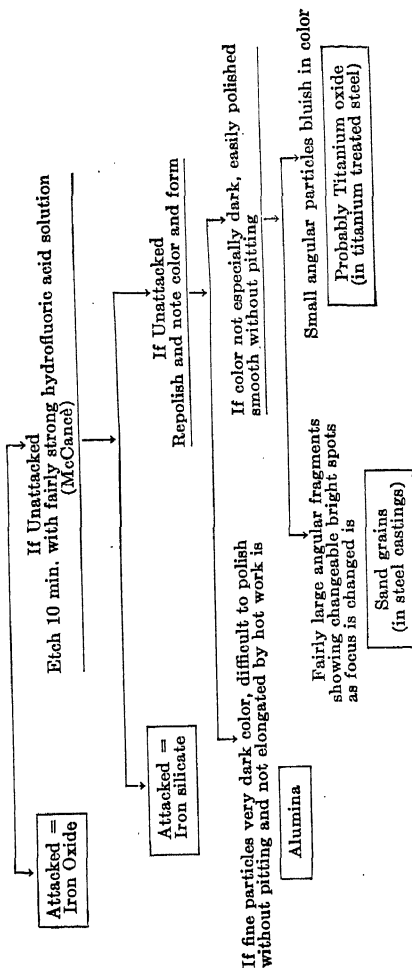 Attacked =
Iron Oxide
If Unattacked
Etch 10 min. with fairly strong hydrofluoric acid solution
(McCance)
Attacked =
Iron silicate
If Unattacked
Repolish and note color and form
If fine particles very dark color, difficult to polish
without pitting and not elongated by hot work is
Alumina
If color not especially dark, easily polished
smooth without pitting
Fairly large angular fragments
showing changeable bright spots
as focus is changed is
Sand grains
(in steel castings)
Small angular particles bluish in color
Probably Titanium oxide
(in titanium treated steel)